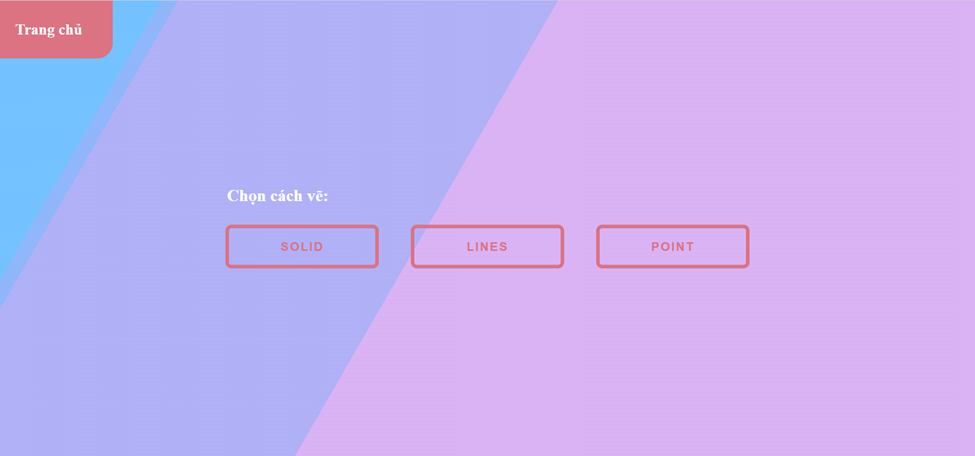 Trang chủ
Chọn cách vẽ:
SOLID
LINES
POINT